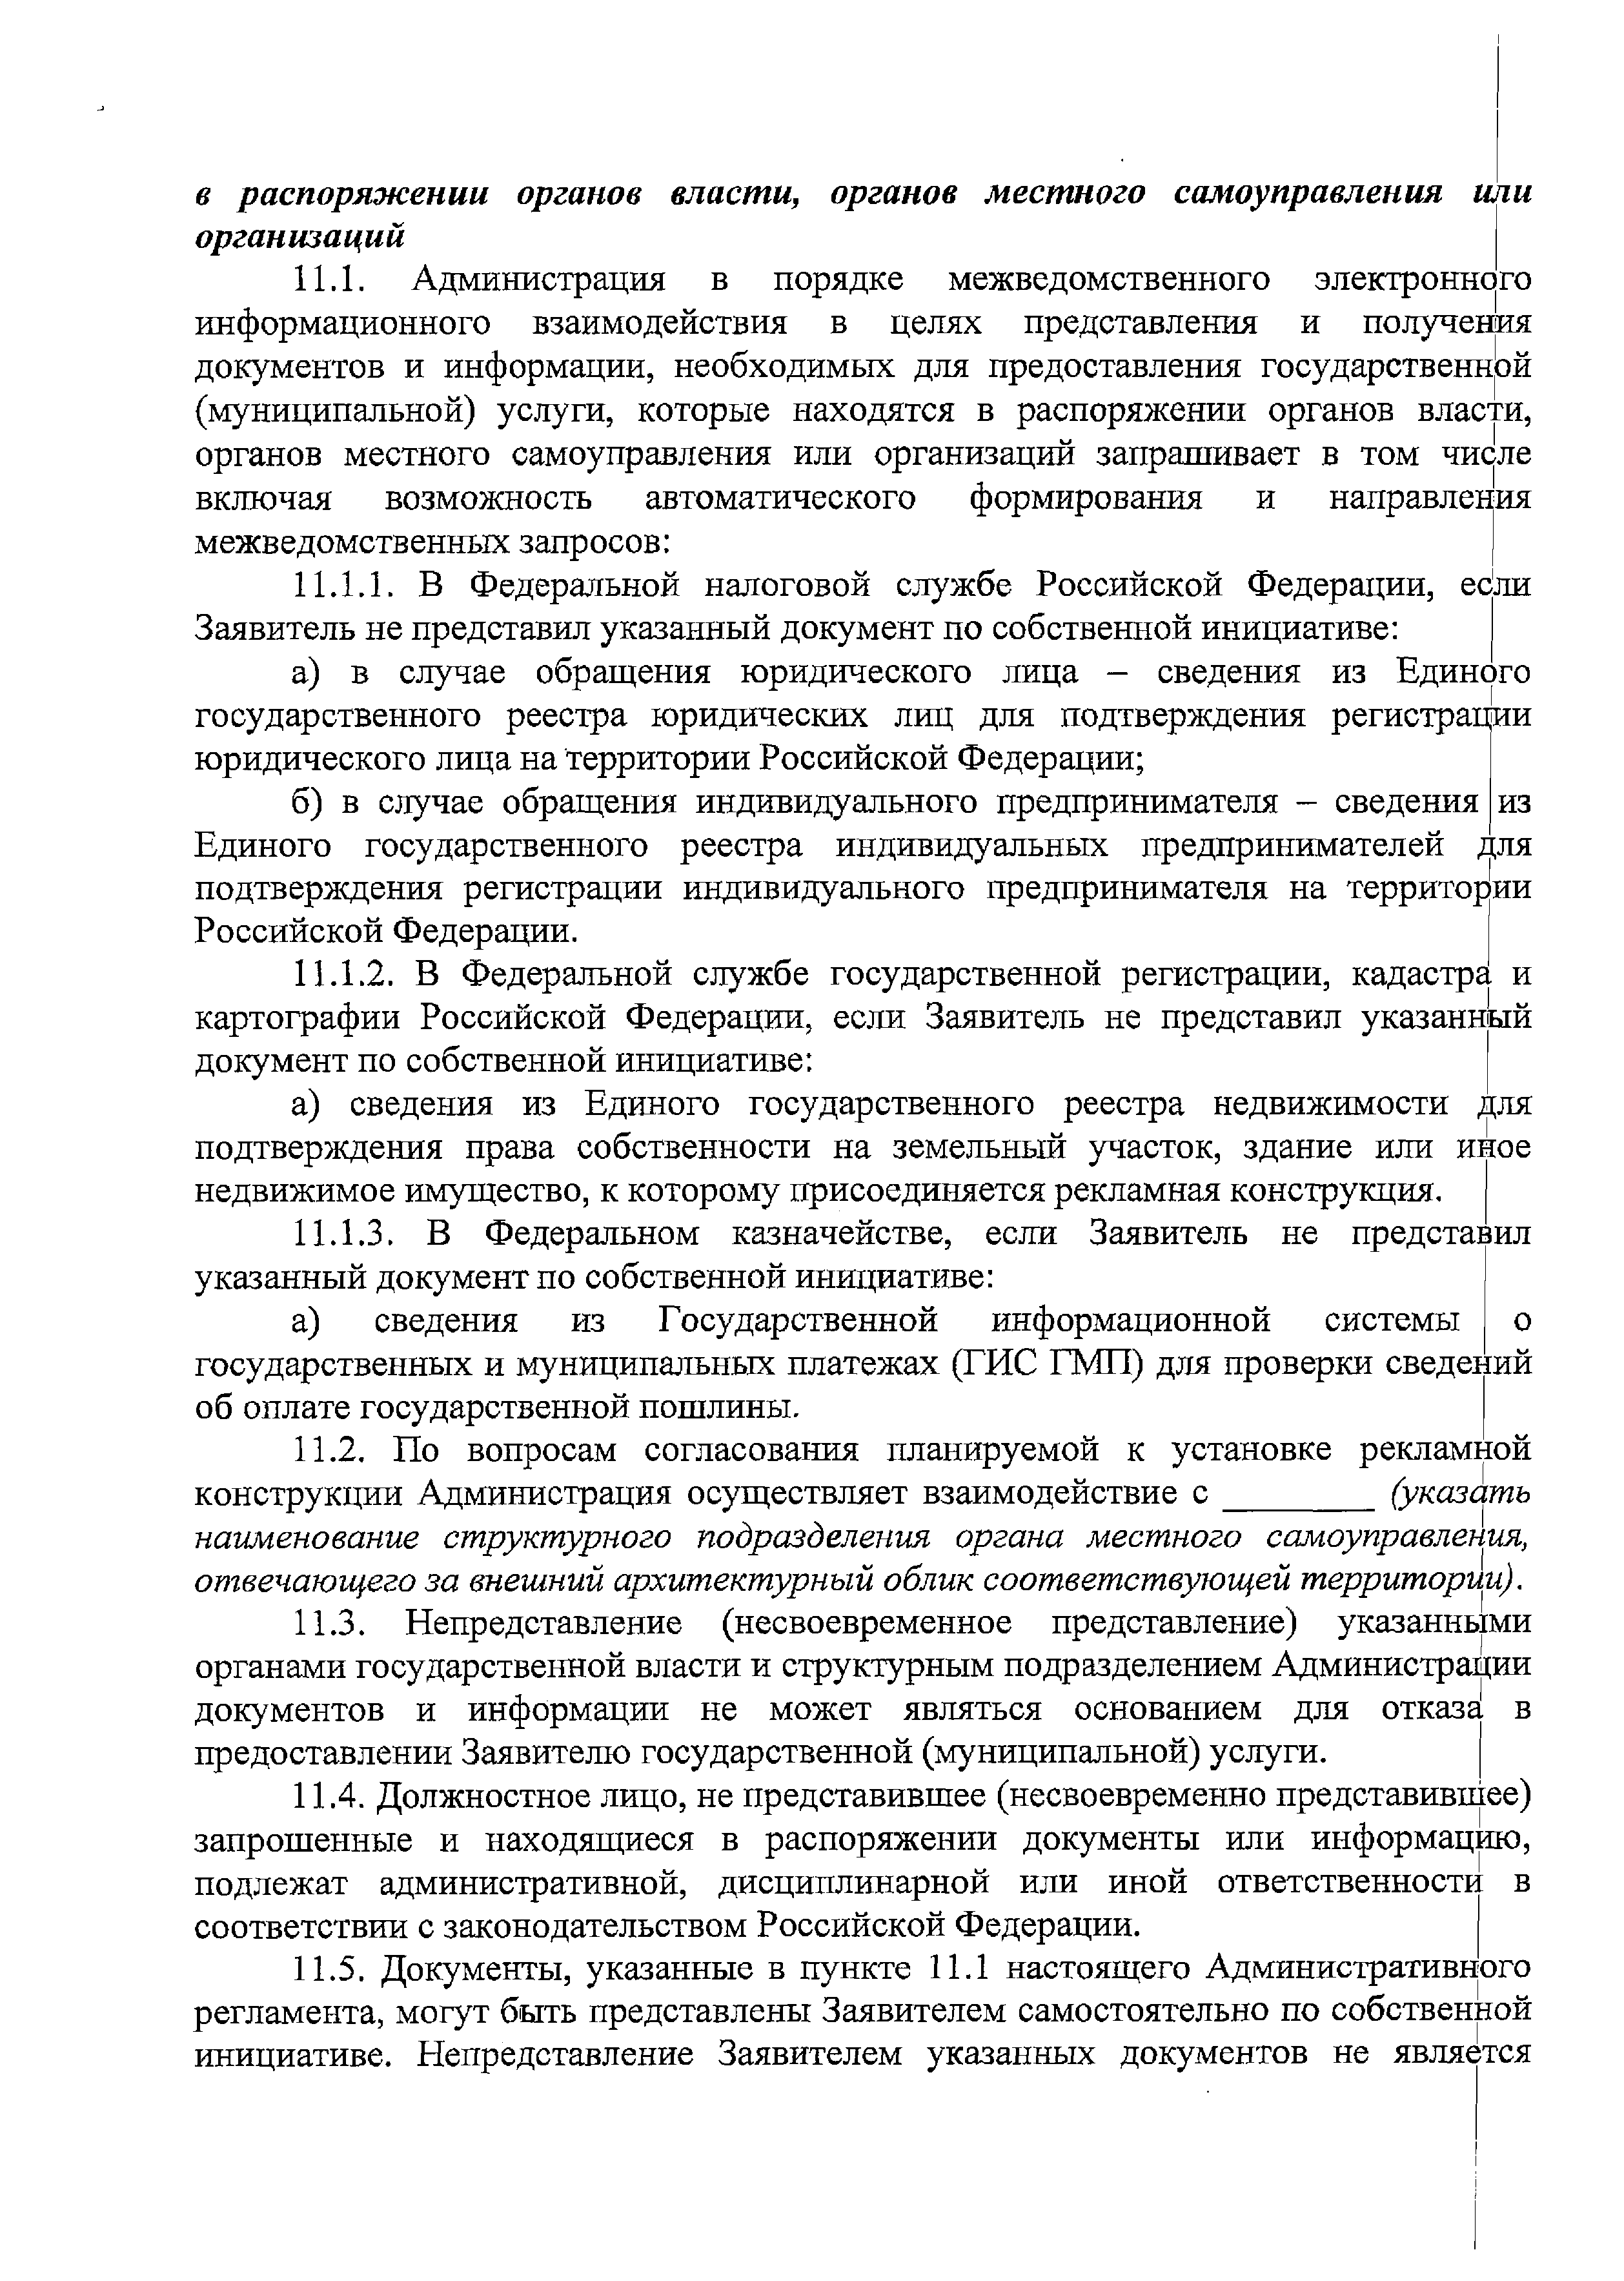 в распоряжении органов власти, органов местного самоуправления или
организаций
11.1. Администрация в порядке межведомственного электронного
информационного взаимодействия в целях представления и получения
документов и информации, необходимых для предоставления государственной
(муниципальной) услуги, которые находятся в распоряжении органов власти,
органов местного самоуправления или организаций запрашивает в том числе
включая возможность автоматического формирования и направления
межведомственных запросов:
11.1.1. В Федеральной налоговой службе Российской Федерации, если
Заявитель не представил указанный документ по собственной инициативе:
а) в случае обращения юридического лица – сведения из Единого
государственного реестра юридических лиц для подтверждения регистрации
юридического лица на территории Российской Федерации;
б) в случае обращения индивидуального предпринимателя – сведения из
Единого государственного реестра индивидуальных предпринимателей для
подтверждения регистрации индивидуального предпринимателя на территории
Российской Федерации.
11.1.2. В Федеральной службе государственной регистрации, кадастра и
картографии Российской Федерации, если Заявитель не представил указанный
документ по собственной инициативе:
а) сведения из Единого государственного реестра недвижимости для
подтверждения права собственности на земельный участок, здание или иное
недвижимое имущество, к которому присоединяется рекламная конструкция.
11.1.3. В Федеральном казначействе, если Заявитель не представил
указанный документ по собственной инициативе:
а) сведения из Государственной информационной системы о
государственных и муниципальных платежах (ГИС ГМП) для проверки сведений
об оплате государственной пошлины.
11.2. По вопросам согласования планируемой к установке рекламной
конструкции Администрация осуществляет взаимодействие с ________ (указать
наименование структурного подразделения органа местного самоуправления,
отвечающего за внешний архитектурный облик соответствующей территории).
11.3. Непредставление (несвоевременное представление) указанными
органами государственной власти и структурным подразделением Администрации
документов и информации не может являться основанием для отказа в
предоставлении Заявителю государственной (муниципальной) услуги.
11.4. Должностное лицо, не представившее (несвоевременно представившее)
запрошенные и находящиеся в распоряжении документы или информацию,
подлежат административной, дисциплинарной или иной ответственности в
соответствии с законодательством Российской Федерации.
11.5. Документы, указанные в пункте 11.1 настоящего Административного
регламента, могут быть представлены Заявителем самостоятельно по собственной
инициативе. Непредставление Заявителем указанных документов не является